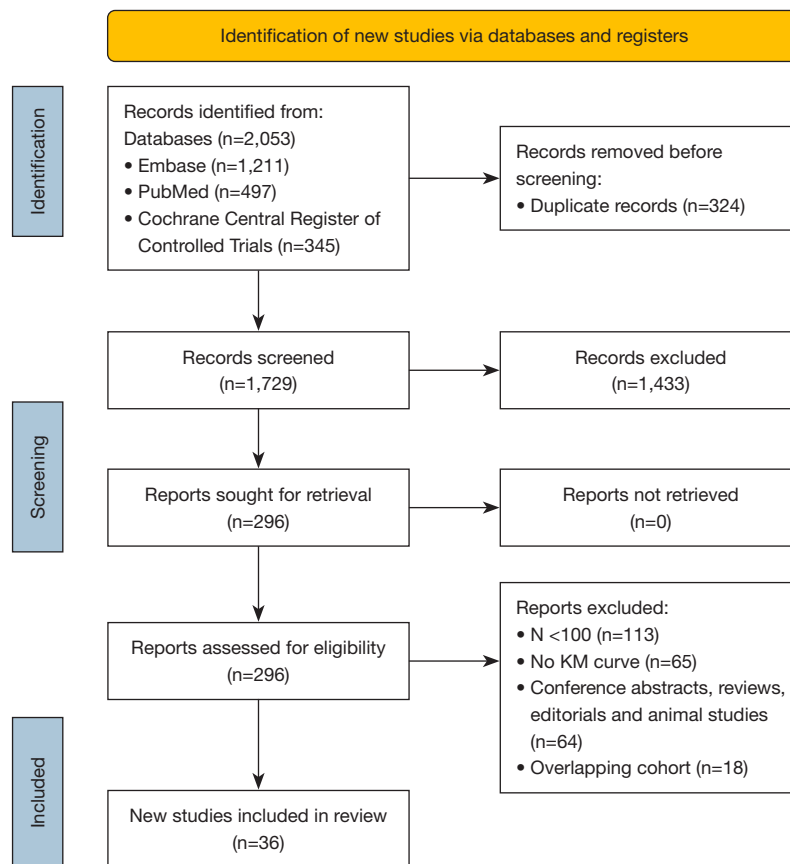 Identification of new studies via databases and registers
Identification
Records identified from:
Databases (n=2,053)
• Embase (n=1,211)
• PubMed (n=497)
• Cochrane Central Register of
Controlled Trials (n=345)
Records removed before
screening:
• Duplicate records (n=324)
Screening
Records screened
(n=1,729)
Records excluded
(n=1,433)
Reports sought for retrieval
(n=296)
Reports not retrieved
(n=0)
Reports assessed for eligibility
(n=296)
Reports excluded:
• N <100 (n=113)
• No KM curve (n=65)
• Conference abstracts, reviews,
editorials and animal studies
(n=64)
• Overlapping cohort (n=18)
Included
New studies included in review
(n=36)